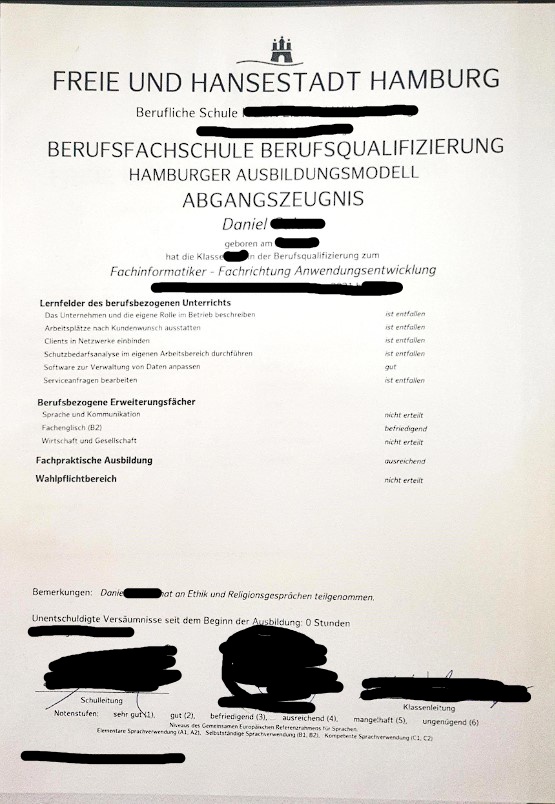 FREIE UND HANSESTADT HAMBURG
Berufliche Schule
BERUFSFACHSCHULE BERUFSQUALIFIZIERUNG
HAMBURGER AUSBILDUNGSMODELL
ABGANGSZEUGNIS
Daniel
geboren am
hat die Klasse in der Berufsqualifizierung zum
Fachinformatiker - Fachrichtung Anwendungsentwicklung
Lernfelder des berufsbezogenen Unterrichts
Das Unternehmen und die eigene Rolle im Betrieb beschreiben ist entfallen
Arbeitsplätze nach Kundenwunsch ausstatten ist entfallen
Clients in Netzwerke einbinden ist entfallen
Schutzbedarfsanalyse im eigenen Arbeitsbereich durchführen ist entfallen
Software zur Verwaltung von Daten anpassen gut
Serviceanfragen bearbeiten ist entfallen
Berufsbezogene Erweiterungsfächer
Sprache und Kommunikation nicht erteilt
Fachenglisch (B2) befriedigend
Wirtschaft und Gesellschaft nicht erteilt
Fachpraktische Ausbildung ausreichend
Wahlpflichtbereich nicht erteilt
Bemerkungen: Danie hat an Ethik und Religionsgesprächen teilgenommen.
Unentschuldigte Versäumnisse seit dem Beginn der Ausbildung: 0 Stunden
Schulleitung Klassenleitung
Notenstufen: sehr gut (1), gut (2), befriedigend (3), ausreichend (4), mangelhaft (5), ungenügend (6)
Niveaus des Gemeinsamen Europäischen Referenzrahmens für Sprachen:
Elementare Sprachverwendung (A1, A2), Selbstständige Sprachverwendung (B1, B2), Kompetente Sprachverwendung (C1, C2)